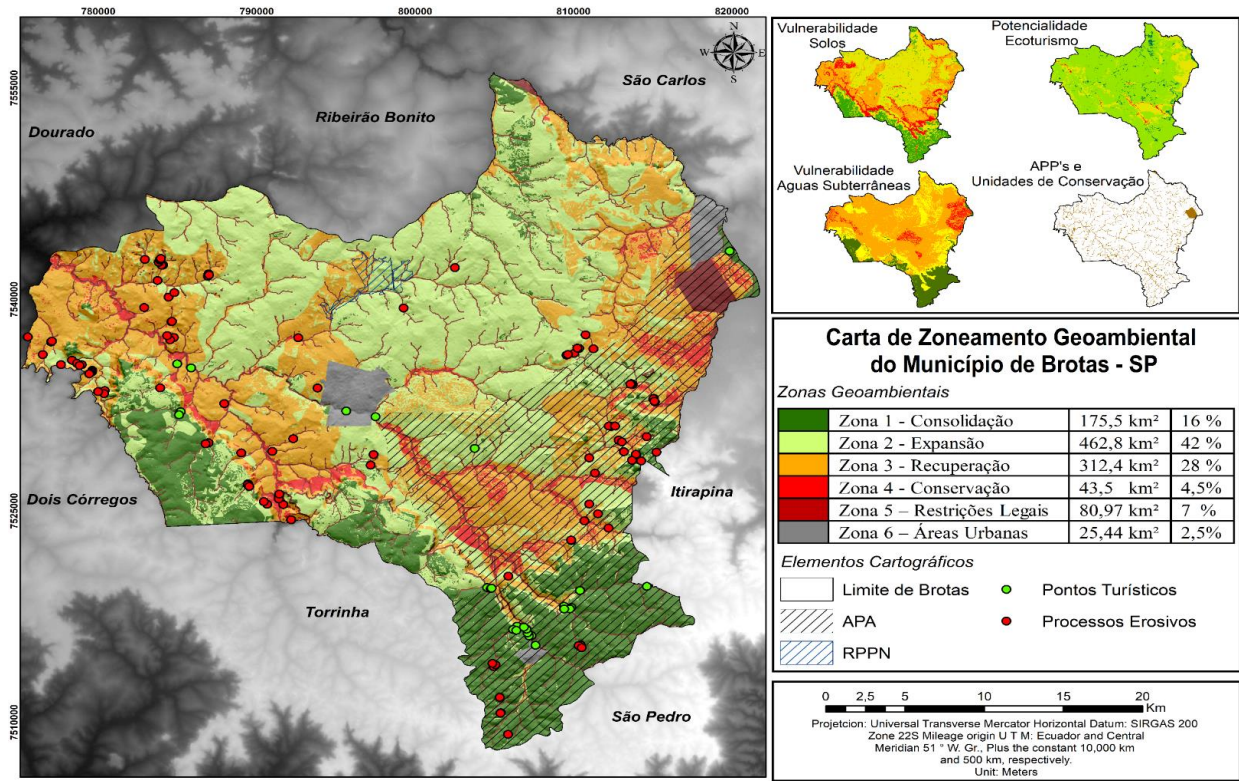 780000
790000
800000
810000
820000
7555000
7540000
7525000
7510000
N
W
E
S
São Carlos
Ribeirão Bonito
Dourado
Dois Córregos
Itirapina
Torrinha
São Pedro
Vulnerabilidade
Solos
Potencialidade
Ecoturismo
Vulnerabilidade
Aguas Subterrâneas
APP's e
Unidades de Conservação
Carta de Zoneamento Geoambiental
do Município de Brotas - SP
Zonas Geoambientais
Zona 1 - Consolidação 175,5 km² 16 %
Zona 2 - Expansão 462,8 km² 42 %
Zona 3 - Recuperação 312,4 km² 28 %
Zona 4 - Conservação 43,5 km² 4,5%
Zona 5 – Restrições Legais 80,97 km² 7 %
Zona 6 – Áreas Urbanas 25,44 km² 2,5%
Elementos Cartográficos
Limite de Brotas
Pontos Turísticos
APA
Processos Erosivos
RPPN
0 2,5 5 10 15 20
Km
Projetcion: Universal Transverse Mercator Horizontal Datum: SIRGAS 200
Zone 22S Mileage origin U T M: Ecuador and Central
Meridian 51 ° W. Gr., Plus the constant 10,000 km
and 500 km, respectively.
Unit: Meters